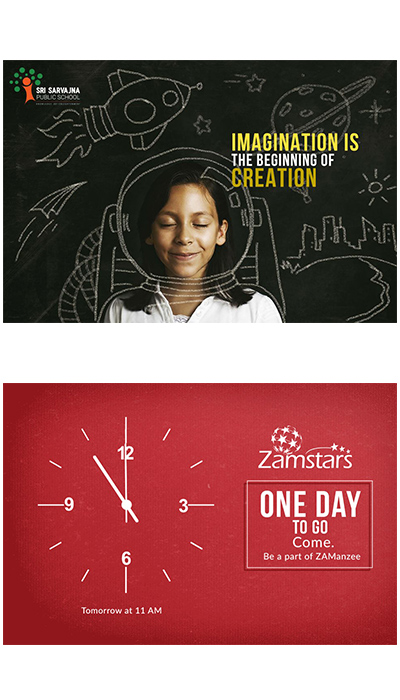 SRI SARVAJNA
PUBLIC SCHOOL
IMAGINATION IS
THE BEGINNING OF
CREATION
12
9
3
6
Tomorrow at 11 AM
Zamstars
ONE DAY
TO GO
Come.
Be a part of ZAManzee